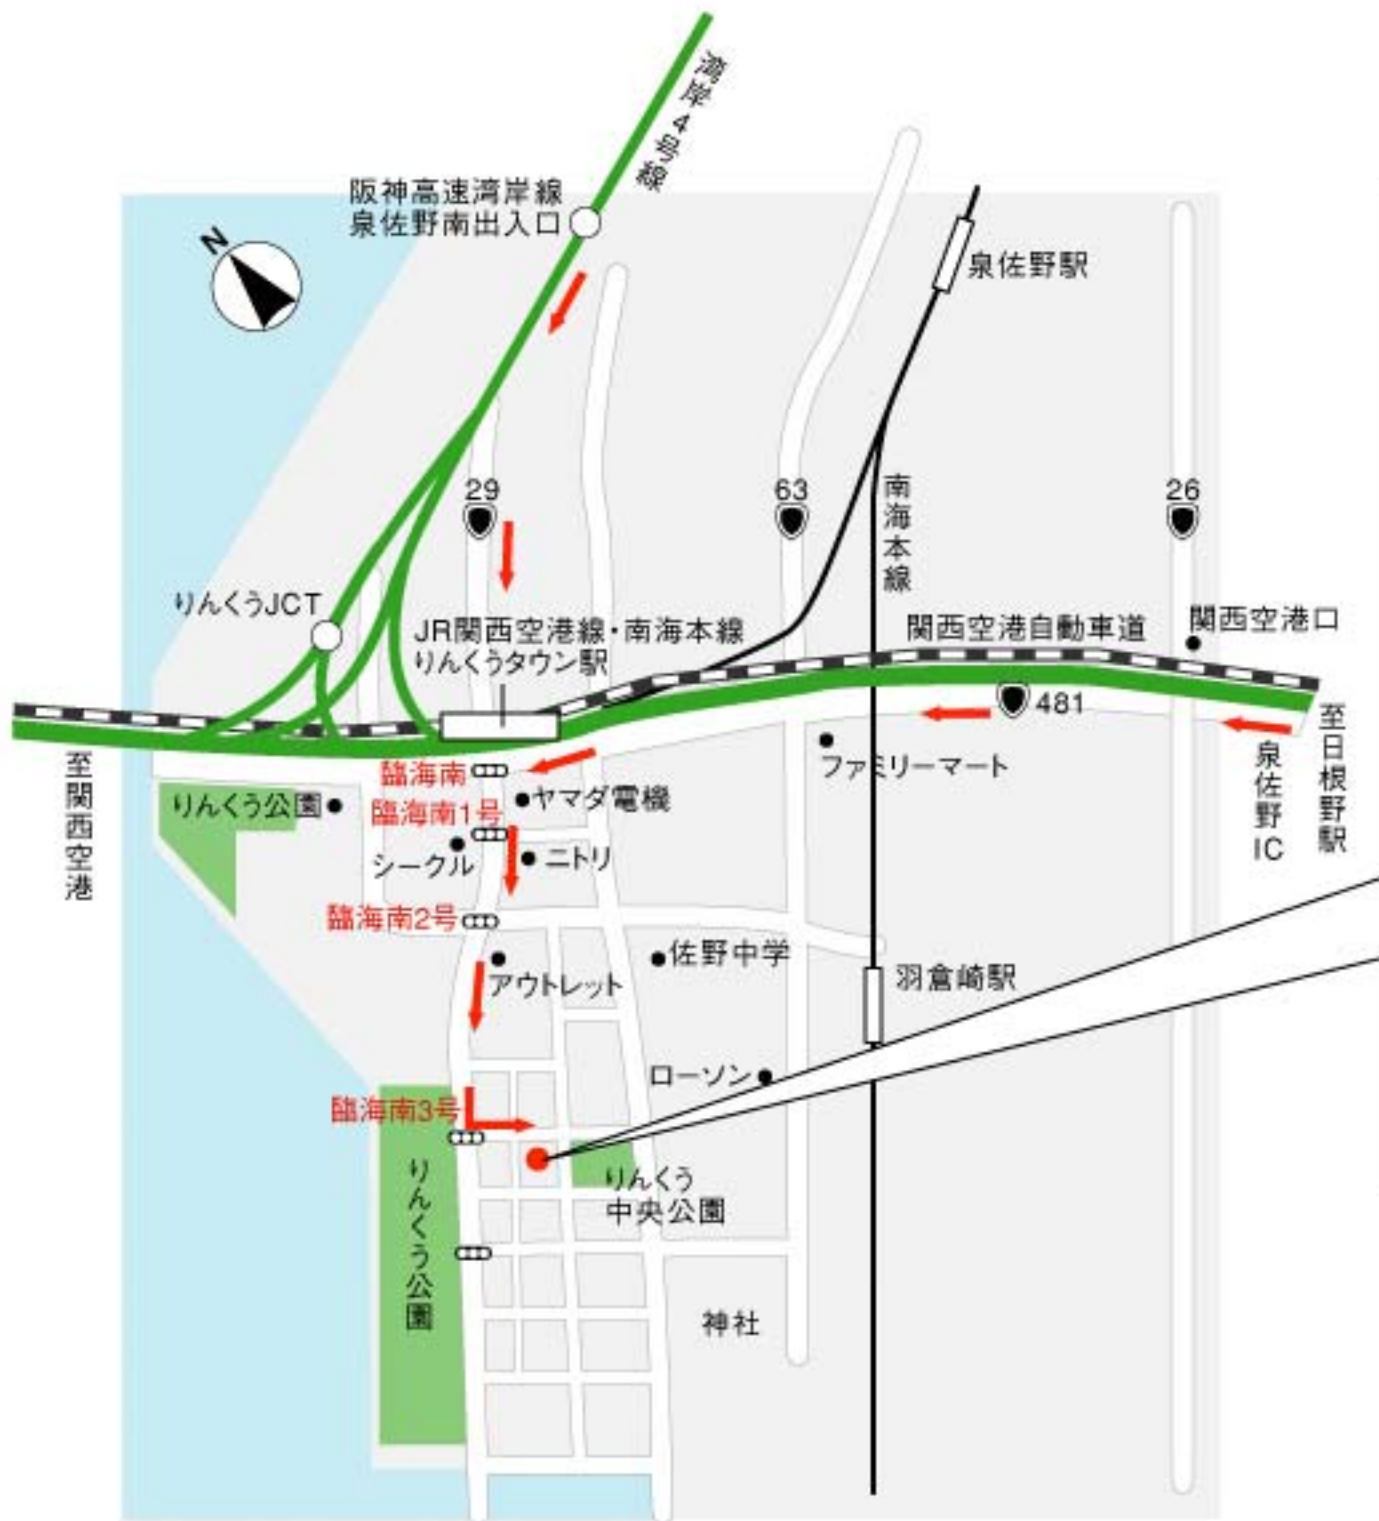 湾岸4号線
阪神高速湾岸線
泉佐野南出入口
N
泉佐野駅
29
63
26
南海本線
りんくうJCT
JR関西空港線・南海本線
りんくうタウン駅
関西空港自動車道
関西空港口
481
至関西空港
至日根野駅
泉佐野IC
臨海南
ファミリーマート
りんくう公園
ヤマダ電機
臨海南1号
シークル
ニトリ
臨海南2号
アウトレット
佐野中学
羽倉崎駅
ローソン
臨海南3号
りんくう公園
りんくう
中央公園
神社